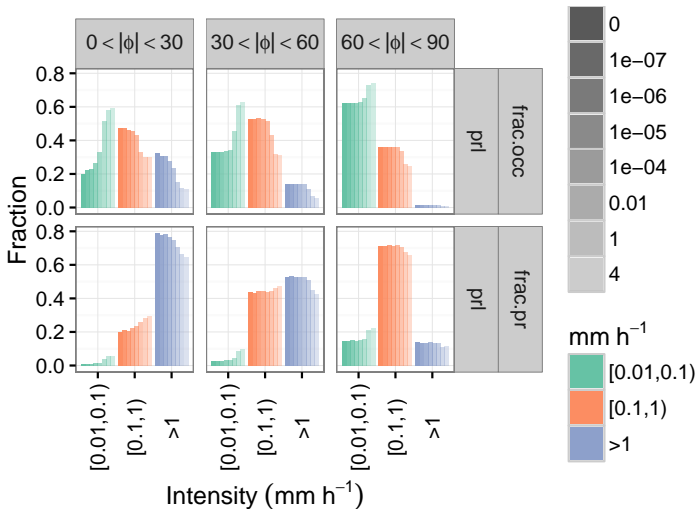 0 < |ϕ| < 30
30 < |ϕ| < 60
60 < |ϕ| < 90
Fraction
0.8
0.6
0.4
0.2
0.0
prl
frac.occ
0.8
0.6
0.4
0.2
0.0
prl
frac.pr
[0.01,0.1)
[0.1,1)
>1
[0.01,0.1)
[0.1,1)
>1
[0.01,0.1)
[0.1,1)
>1
Intensity (mm h⁻¹)
0
1e−07
1e−06
1e−05
1e−04
0.01
1
4
mm h⁻¹
[0.01,0.1)
[0.1,1)
>1